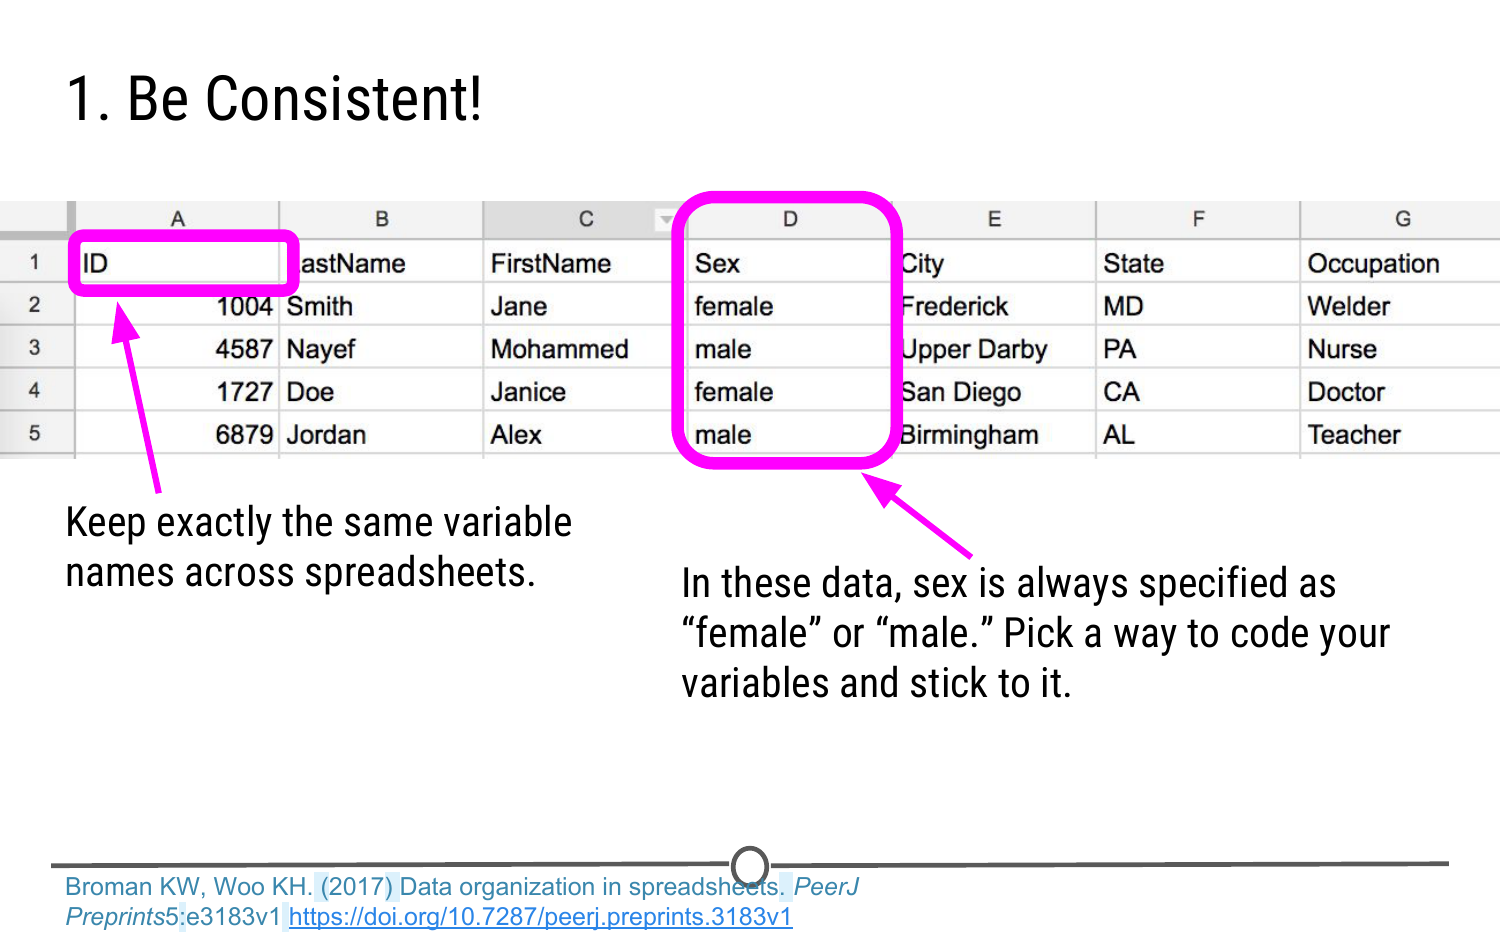 1. Be Consistent!
A B C D E F G
1 ID LastName FirstName Sex City State Occupation
2 1004 Smith Jane female Frederick MD Welder
3 4587 Nayef Mohammed male Upper Darby PA Nurse
4 1727 Doe Janice female San Diego CA Doctor
5 6879 Jordan Alex male Birmingham AL Teacher
Keep exactly the same variable
names across spreadsheets.
In these data, sex is always specified as
“female” or “male.” Pick a way to code your
variables and stick to it.
Broman KW, Woo KH. (2017) Data organization in spreadsheets. PeerJ
Preprints5:e3183v1 https://doi.org/10.7287/peerj.preprints.3183v1